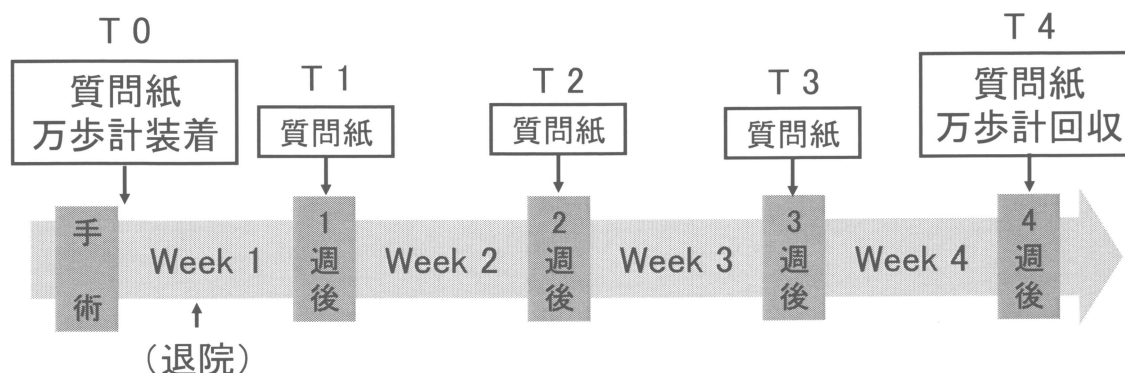 T 0
質問紙
万歩計装着
T 1
質問紙
T 2
質問紙
T 3
質問紙
T 4
質問紙
万歩計回収
手術
Week 1
1週後
Week 2
2週後
Week 3
3週後
Week 4
4週後
(退院)